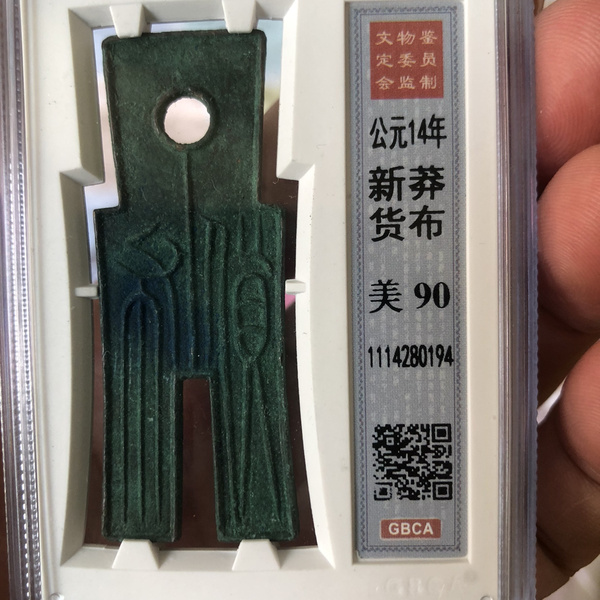 文物鉴
定委员
会监制
公元14年
新莽
货布
美 90
1114280194
GBCA